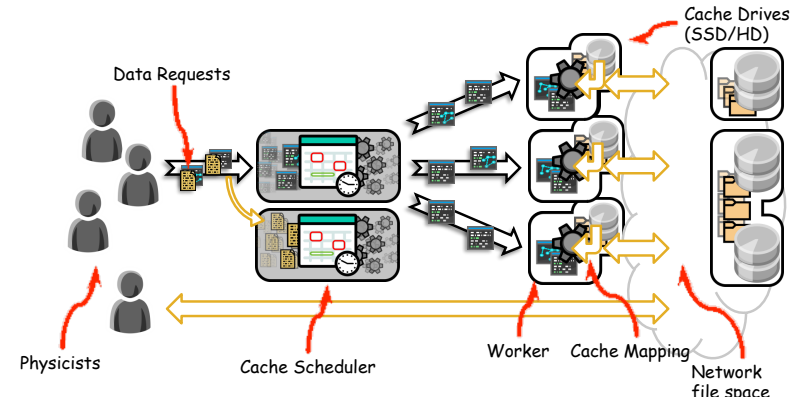 Cache Drives
(SSD/HD)
Data Requests
Physicists
Cache Scheduler
Worker
Cache Mapping
Network
file space